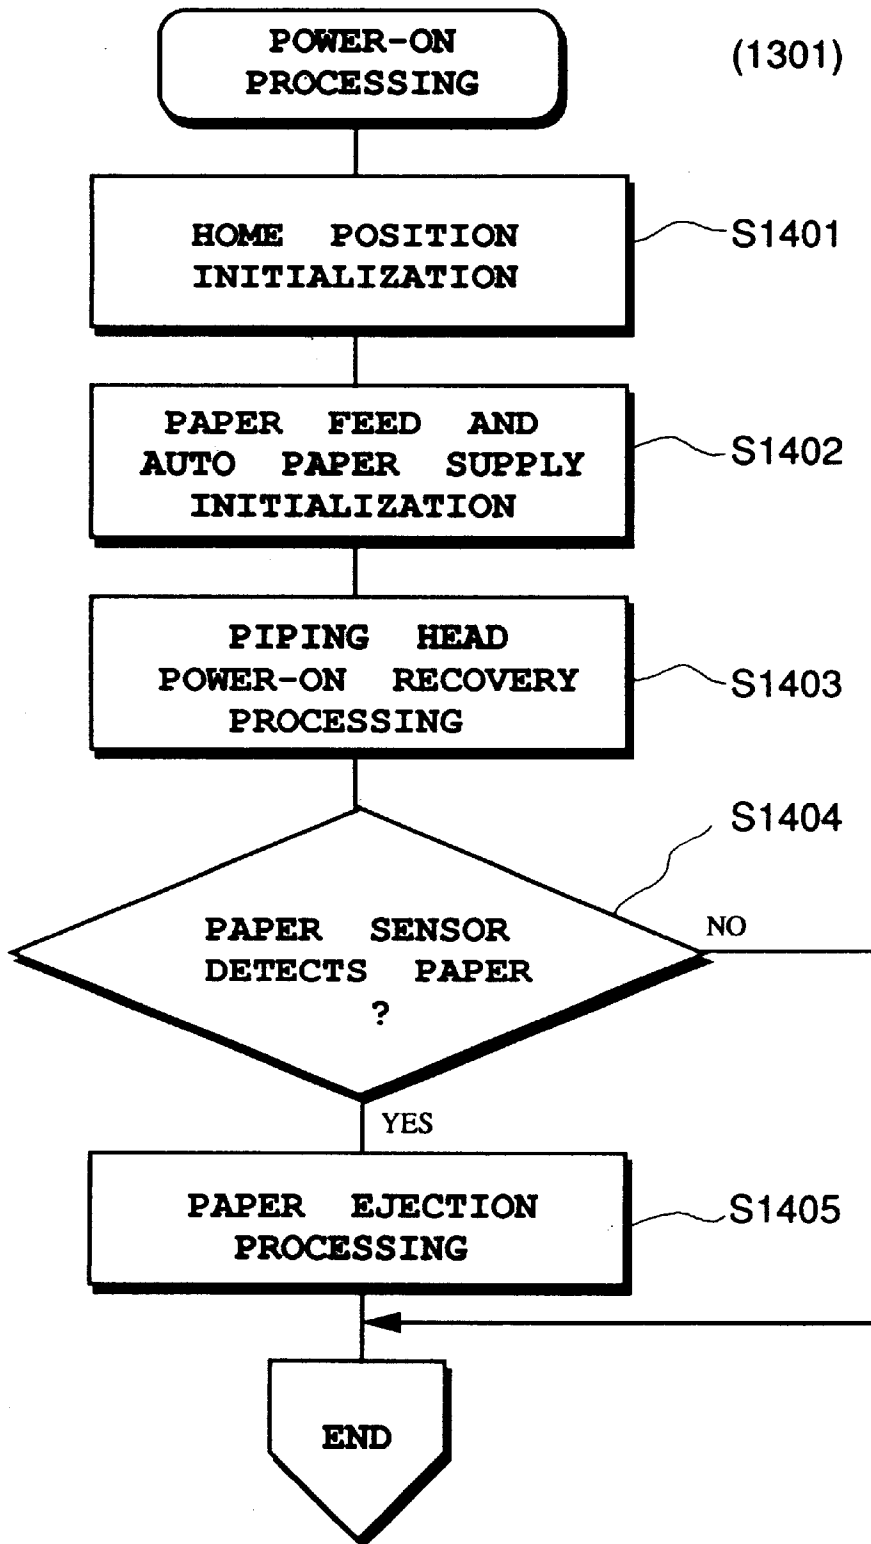 POWER-ON
PROCESSING
(1301)
HOME POSITION
INITIALIZATION
S1401
PAPER FEED AND
AUTO PAPER SUPPLY
INITIALIZATION
S1402
PIPING HEAD
POWER-ON RECOVERY
PROCESSING
S1403
S1404
PAPER SENSOR
DETECTS PAPER
?
NO
YES
PAPER EJECTION
PROCESSING
S1405
END